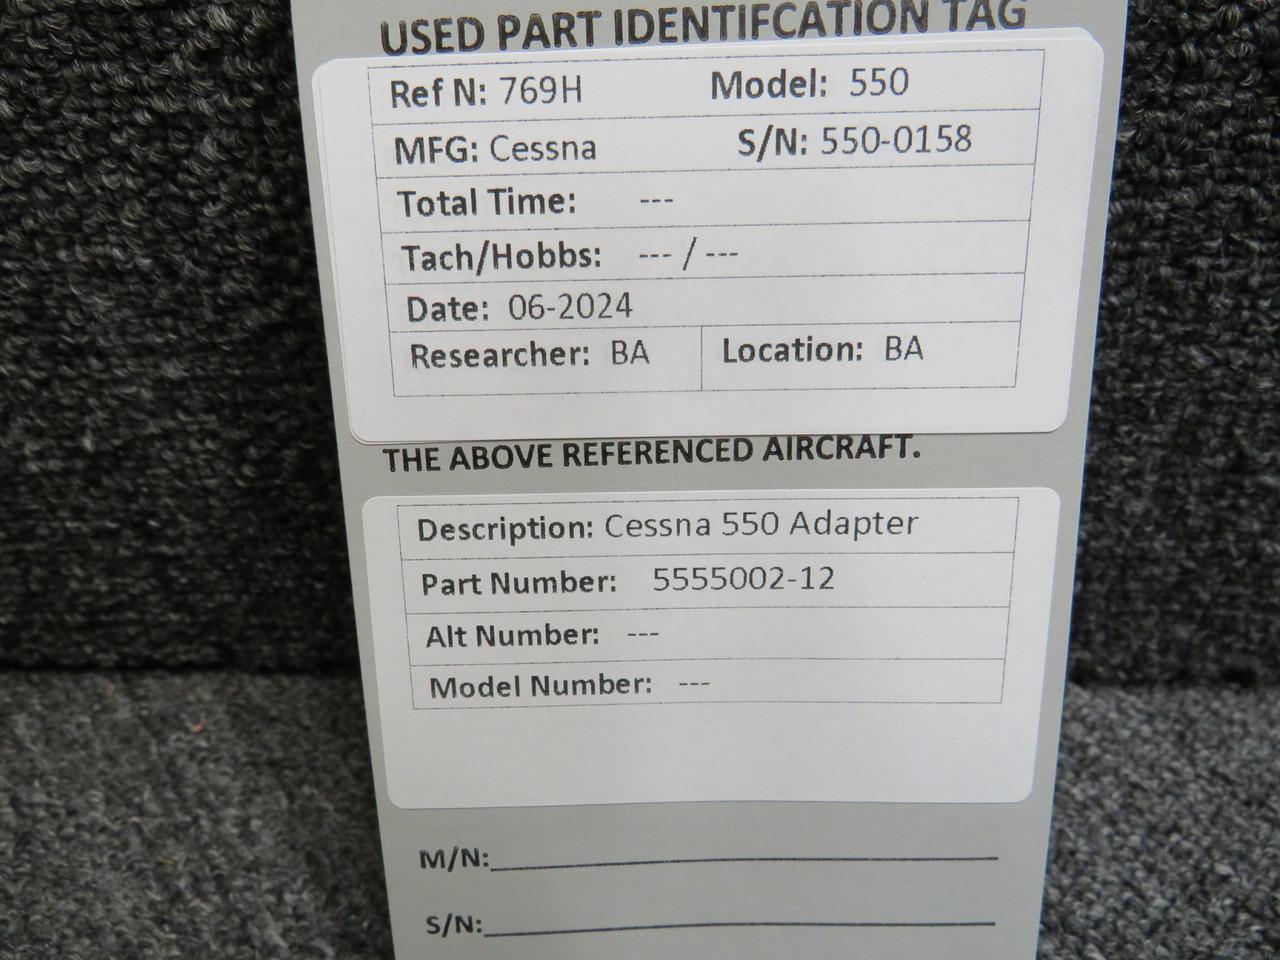 USED PART IDENTIFCATION TAG
Ref N: 769H Model: 550
MFG: Cessna S/N: 550-0158
Total Time: ---
Tach/Hobbs: --- / ---
Date: 06-2024
Researcher: BA Location: BA
THE ABOVE REFERENCED AIRCRAFT.
Description: Cessna 550 Adapter
Part Number: 5555002-12
Alt Number: ---
Model Number: ---
M/N:
S/N: